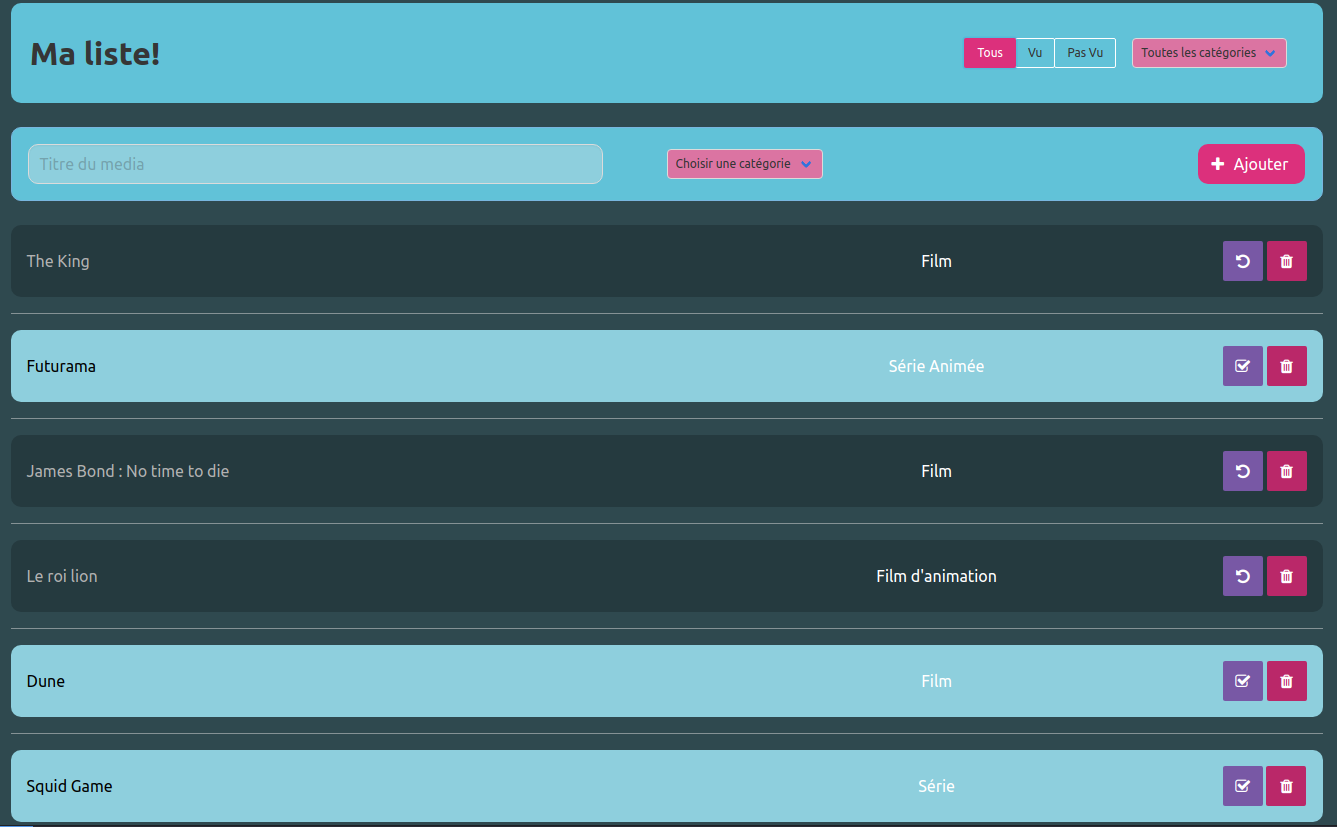 Ma liste!
Tous Vu Pas Vu Toutes les catégories
Titre du media Choisir une catégorie Ajouter
The King Film
Futurama Série Animée
James Bond : No time to die Film
Le roi lion Film d'animation
Dune Film
Squid Game Série